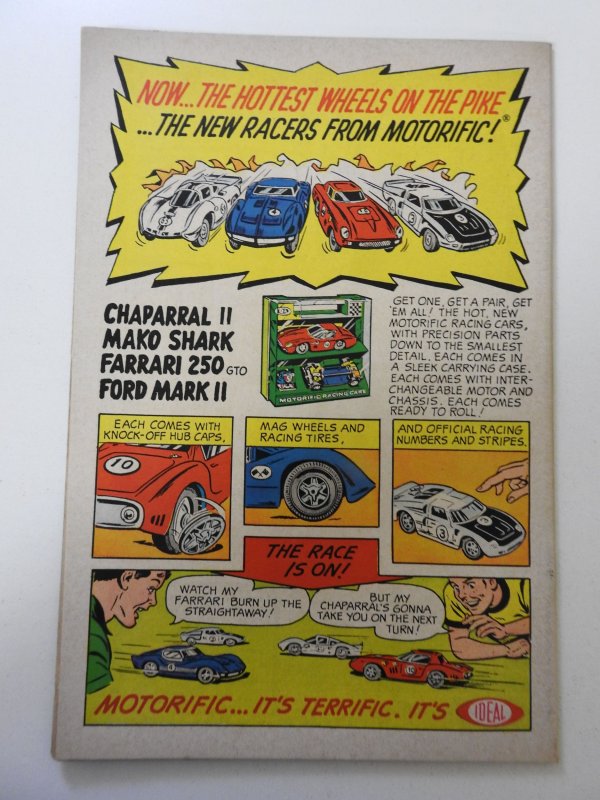 NOW...THE HOTTEST WHEELS ON THE PIKE
...THE NEW RACERS FROM MOTORIFIC!®
CHAPARRAL II
MAKO SHARK
FARRARI 250 GTO
FORD MARK II
MOTORIFIC RACING CARS
GET ONE, GET A PAIR, GET
'EM ALL! THE HOT, NEW
MOTORIFIC RACING CARS,
WITH PRECISION PARTS
DOWN TO THE SMALLEST
DETAIL. EACH COMES IN
A SLEEK CARRYING CASE.
EACH COMES WITH INTER-
CHANGEABLE MOTOR AND
CHASSIS. EACH COMES
READY TO ROLL!
EACH COMES WITH
KNOCK-OFF HUB CAPS,
10
MAG WHEELS AND
RACING TIRES,
AND OFFICIAL RACING
NUMBERS AND STRIPES.
3
THE RACE
IS ON!
WATCH MY
FARRARI BURN UP THE
STRAIGHTAWAY!
BUT MY
CHAPARRAL'S GONNA
TAKE YOU ON THE NEXT
TURN!
4
10
MOTORIFIC... IT'S TERRIFIC. IT'S IDEAL